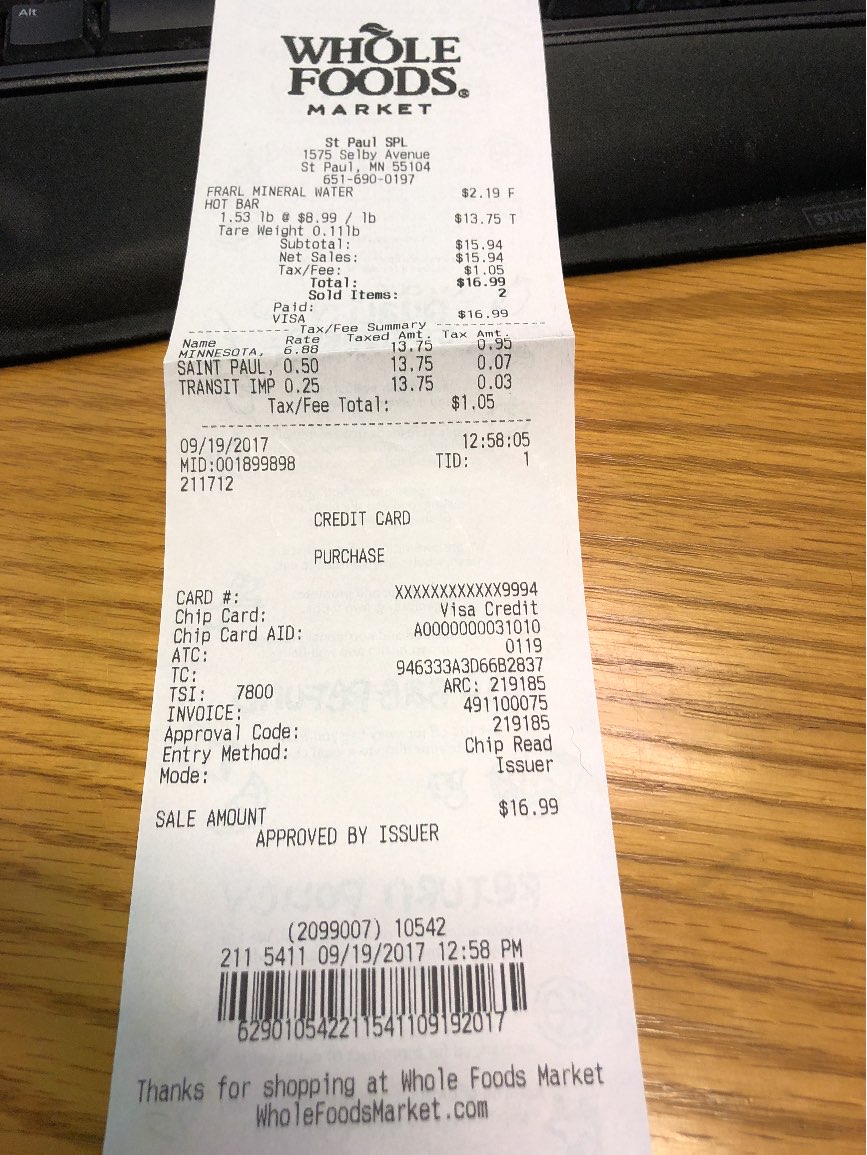 Alt
WHOLE
FOODS®
MARKET
St Paul SPL
1575 Selby Avenue
St Paul, MN 55104
651-690-0197
FRARL MINERAL WATER $2.19 F
HOT BAR
1.53 lb @ $8.99 / lb $13.75 T
Tare Weight 0.11lb
Subtotal: $15.94
Net Sales: $15.94
Tax/Fee: $1.05
Total: $16.99
Sold Items: 2
Paid:
VISA $16.99
Tax/Fee Summary
Name Rate Taxed Amt. Tax Amt.
MINNESOTA, 6.88 13.75 0.95
SAINT PAUL, 0.50 13.75 0.07
TRANSIT IMP 0.25 13.75 0.03
Tax/Fee Total: $1.05
09/19/2017 12:58:05
MID:001899898 TID: 1
211712
CREDIT CARD
PURCHASE
CARD #: XXXXXXXXXXXX9994
Chip Card: Visa Credit
Chip Card AID: A0000000031010
ATC: 0119
TC: 946333A3D66B2837
TSI: 7800 ARC: 219185
INVOICE: 491100075
Approval Code: 219185
Entry Method: Chip Read
Mode: Issuer
SALE AMOUNT $16.99
APPROVED BY ISSUER
(2099007) 10542
211 5411 09/19/2017 12:58 PM
629010542211541109192017
Thanks for shopping at Whole Foods Market
WholeFoodsMarket.com